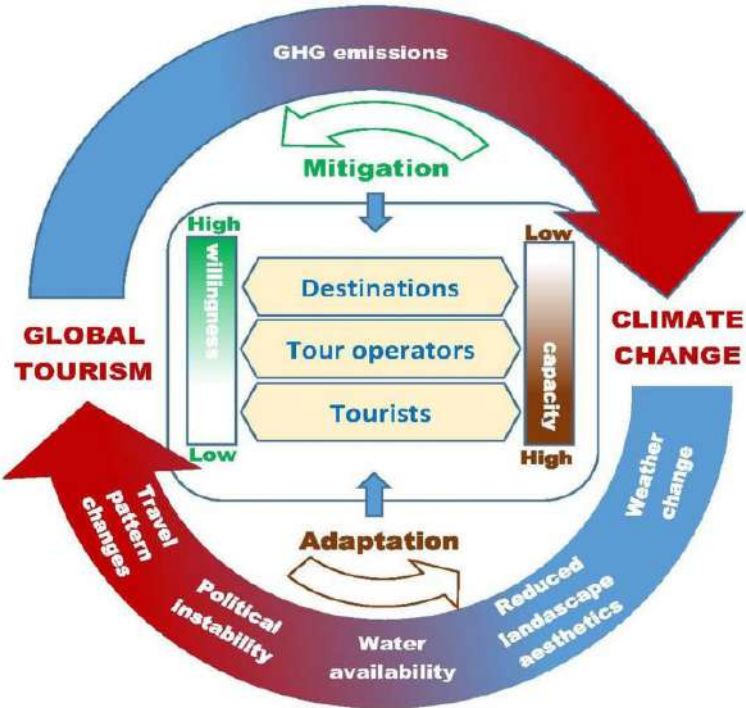 GHG emissions
Mitigation
High
Low
willingness
Destinations
capacity
Tour operators
Tourists
Low
High
GLOBAL
TOURISM
CLIMATE
CHANGE
Adaptation
Weather
change
Reduced
landascape
aesthetics
Water
availability
Political
instability
Travel
pattern
changes